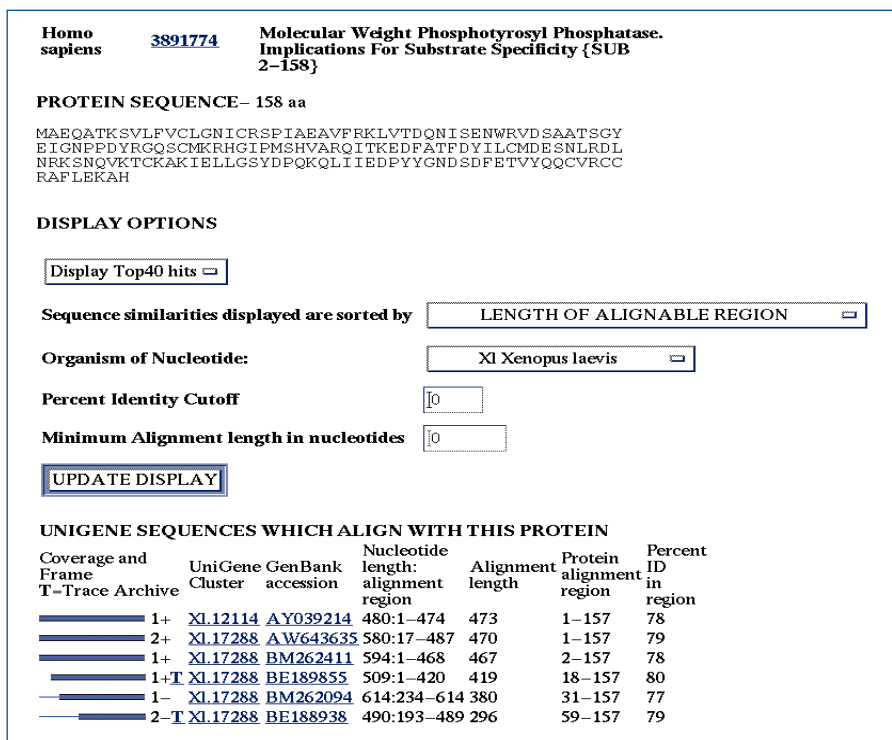 Homo sapiens 3891774 Molecular Weight Phosphotyrosyl Phosphatase.
Implications For Substrate Specificity {SUB
2–158}
PROTEIN SEQUENCE– 158 aa
MAEQATKSVLFVCLGNICRSPIAEAVFRKLVTDQNISENWRVDSAATSGY
EIGNPPDYRGQSCMKRHGIPMSHVARQITKEDFATFDYILCMDESNLRDL
NRKSNQVKTCKAKIELLGSYDPQKQLIIEDPYYGNDSDFETVYQQCVRCC
RAFLEKAH
DISPLAY OPTIONS
Display Top40 hits
Sequence similarities displayed are sorted by LENGTH OF ALIGNABLE REGION
Organism of Nucleotide: Xl Xenopus laevis
Percent Identity Cutoff 0
Minimum Alignment length in nucleotides 0
UPDATE DISPLAY
UNIGENE SEQUENCES WHICH ALIGN WITH THIS PROTEIN
Coverage and Frame T=Trace Archive UniGene Cluster GenBank accession Nucleotide length: alignment region Alignment length Protein alignment region Percent ID in region
1+ Xl.12114 AY039214 480:1–474 473 1–157 78
2+ Xl.17288 AW643635 580:17–487 470 1–157 79
1+ Xl.17288 BM262411 594:1–468 467 2–157 78
1+T Xl.17288 BE189855 509:1–420 419 18–157 80
1– Xl.17288 BM262094 614:234–614 380 31–157 77
2–T Xl.17288 BE188938 490:193–489 296 59–157 79